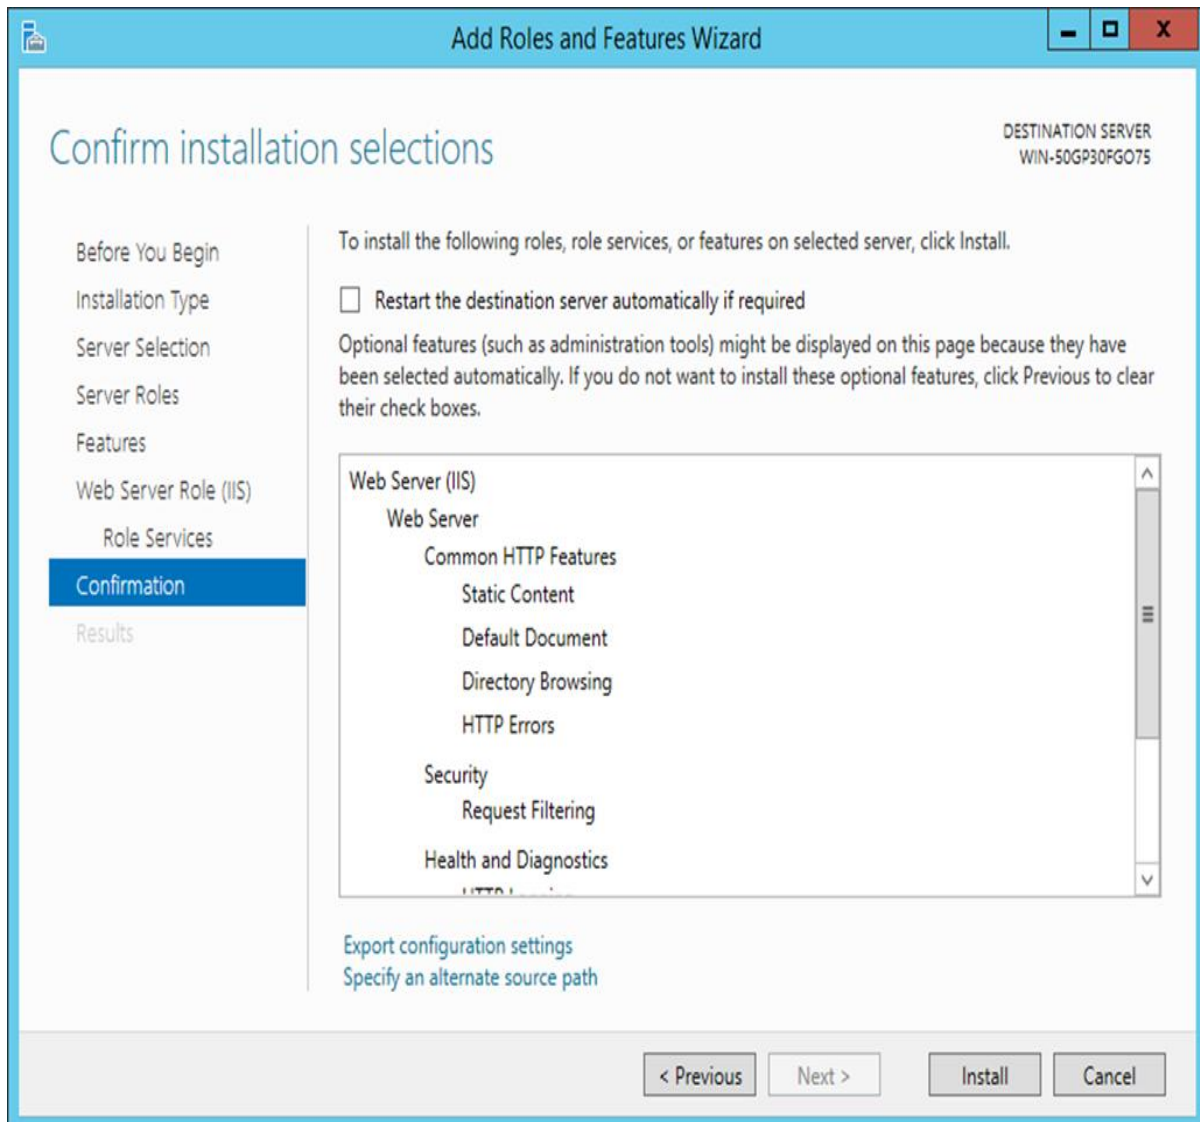 Add Roles and Features Wizard
Confirm installation selections
DESTINATION SERVER
WIN-50GP30FGO75
Before You Begin
Installation Type
Server Selection
Server Roles
Features
Web Server Role (IIS)
Role Services
Confirmation
Results
To install the following roles, role services, or features on selected server, click Install.
Restart the destination server automatically if required
Optional features (such as administration tools) might be displayed on this page because they have
been selected automatically. If you do not want to install these optional features, click Previous to clear
their check boxes.
Web Server (IIS)
Web Server
Common HTTP Features
Static Content
Default Document
Directory Browsing
HTTP Errors
Security
Request Filtering
Health and Diagnostics
HTTP
Export configuration settings
Specify an alternate source path
< Previous
Next >
Install
Cancel